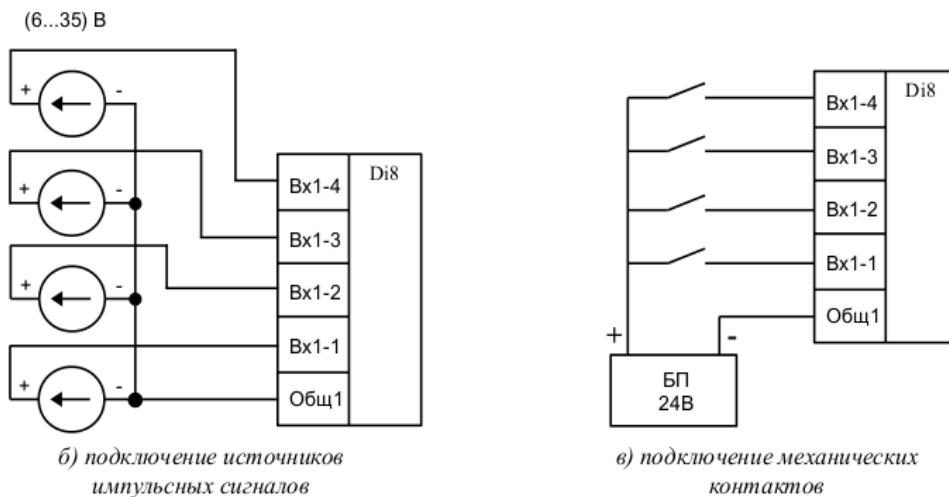 (6...35) В
+ -
+ -
+ -
+ -
Di8
Вх1-4
Вх1-3
Вх1-2
Вх1-1
Общ1
б) подключение источников
импульсных сигналов
Di8
Вх1-4
Вх1-3
Вх1-2
Вх1-1
Общ1
+ -
БП
24В
в) подключение механических
контактов